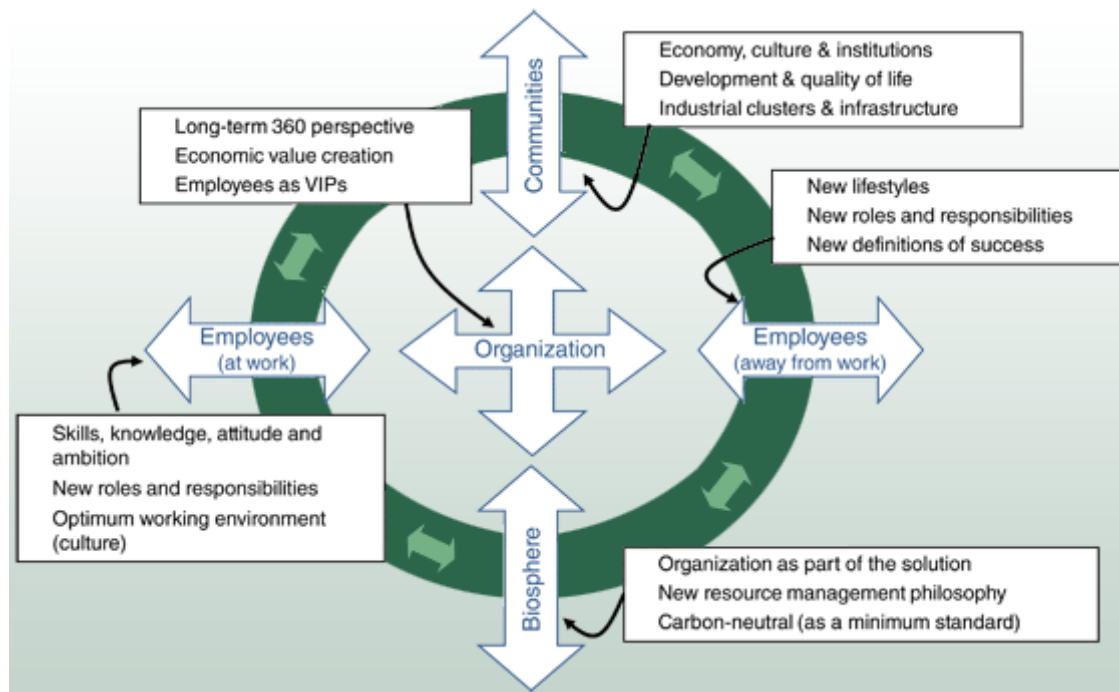 Communities
Economy, culture & institutions
Development & quality of life
Industrial clusters & infrastructure
Long-term 360 perspective
Economic value creation
Employees as VIPs
New lifestyles
New roles and responsibilities
New definitions of success
Employees
(at work)
Organization
Employees
(away from work)
Skills, knowledge, attitude and
ambition
New roles and responsibilities
Optimum working environment
(culture)
Biosphere
Organization as part of the solution
New resource management philosophy
Carbon-neutral (as a minimum standard)